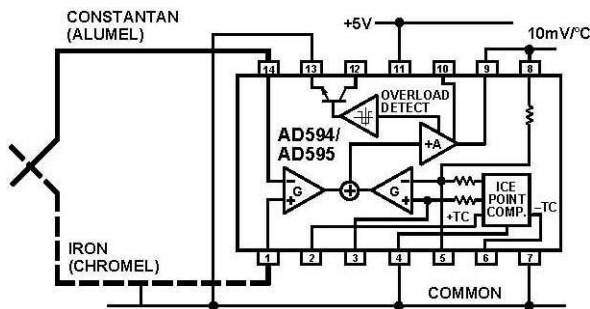 CONSTANTAN
(ALUMEL)
+5V
10mV/°C
14 13 12 11 10 9 8
OVERLOAD
DETECT
AD594/
AD595
+A
G
G
ICE
POINT
COMP.
+TC
–TC
IRON
(CHROMEL)
1 2 3 4 5 6 7
COMMON